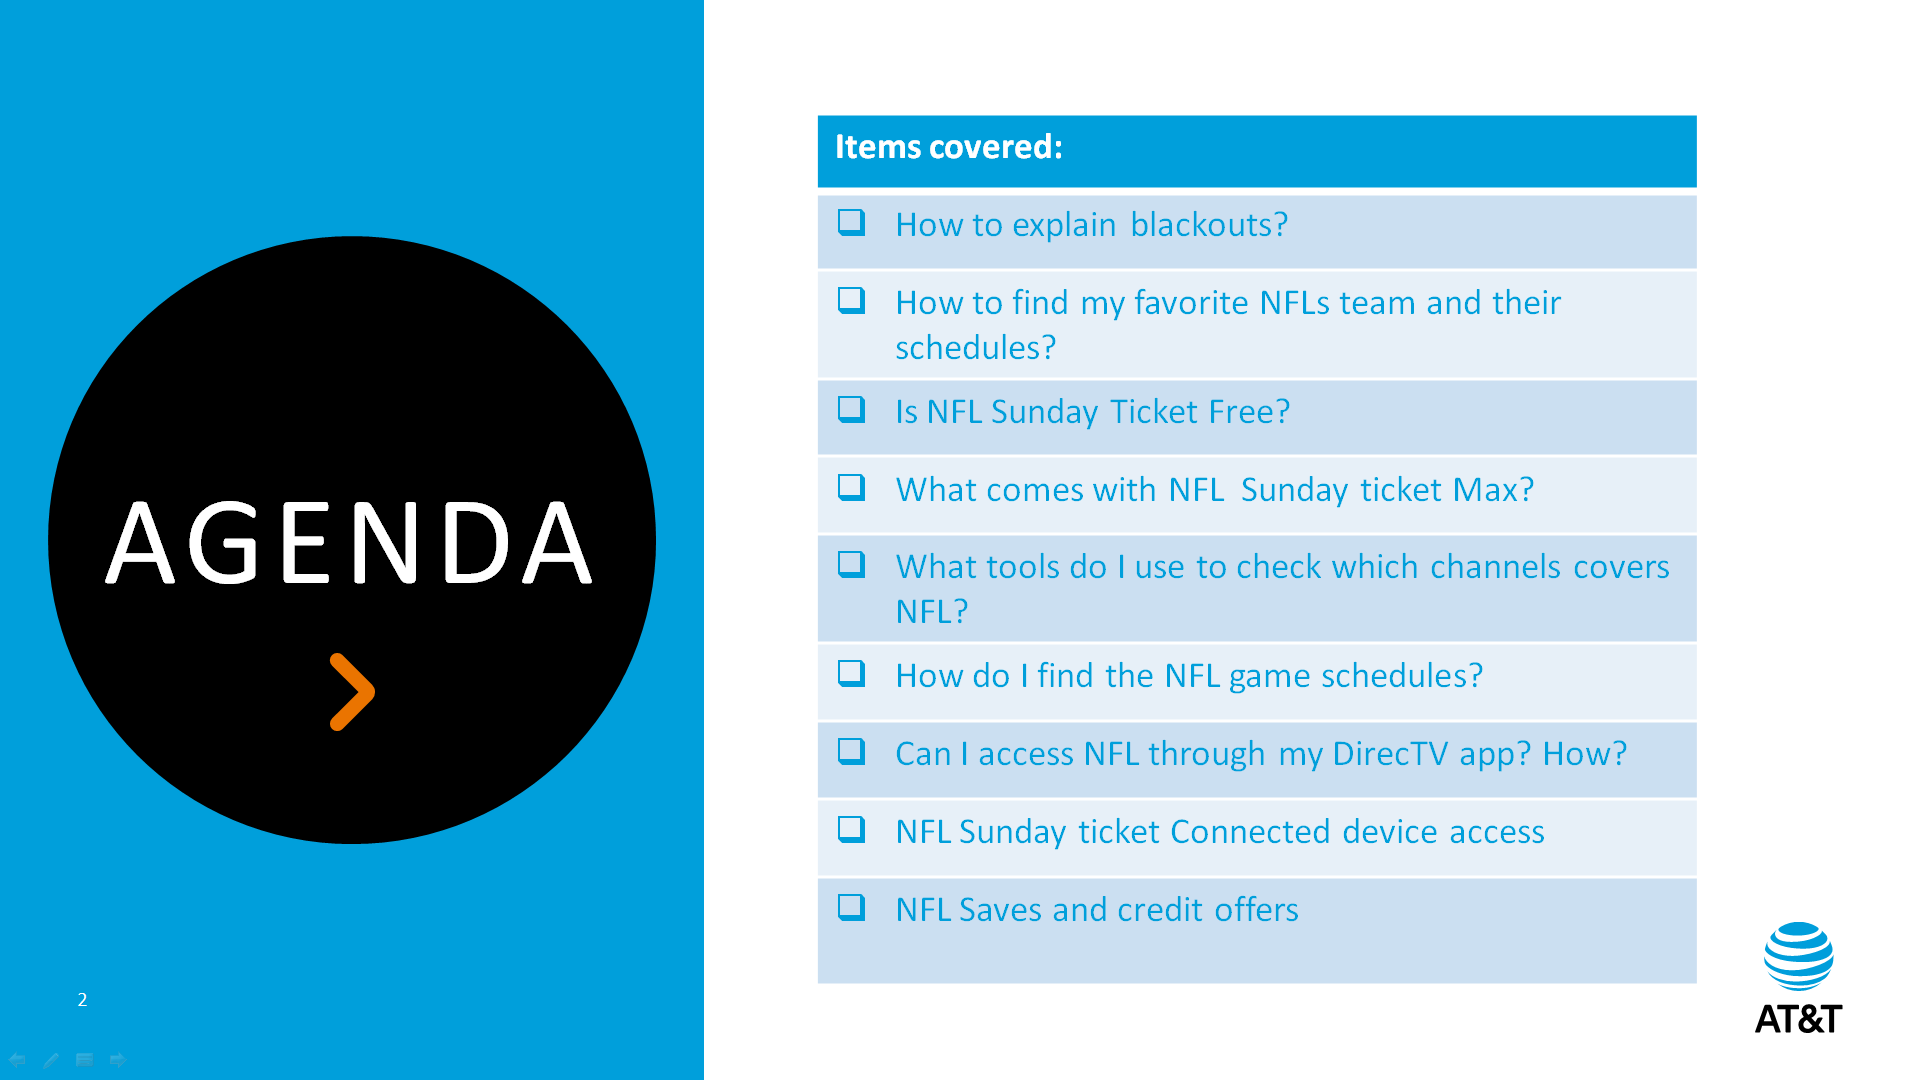 AGENDA
2
Items covered:
How to explain blackouts?
How to find my favorite NFLs team and their
schedules?
Is NFL Sunday Ticket Free?
What comes with NFL Sunday ticket Max?
What tools do I use to check which channels covers
NFL?
How do I find the NFL game schedules?
Can I access NFL through my DirecTV app? How?
NFL Sunday ticket Connected device access
NFL Saves and credit offers
AT&T